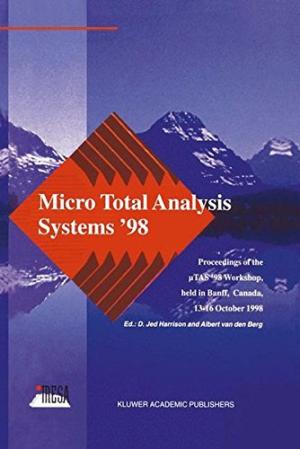 Micro Total Analysis
Systems '98
Proceedings of the
µTAS '98 Workshop,
held in Banff, Canada,
13-16 October 1998
Ed.: D. Jed Harrison and Albert van den Berg
MESA
KLUWER ACADEMIC PUBLISHERS